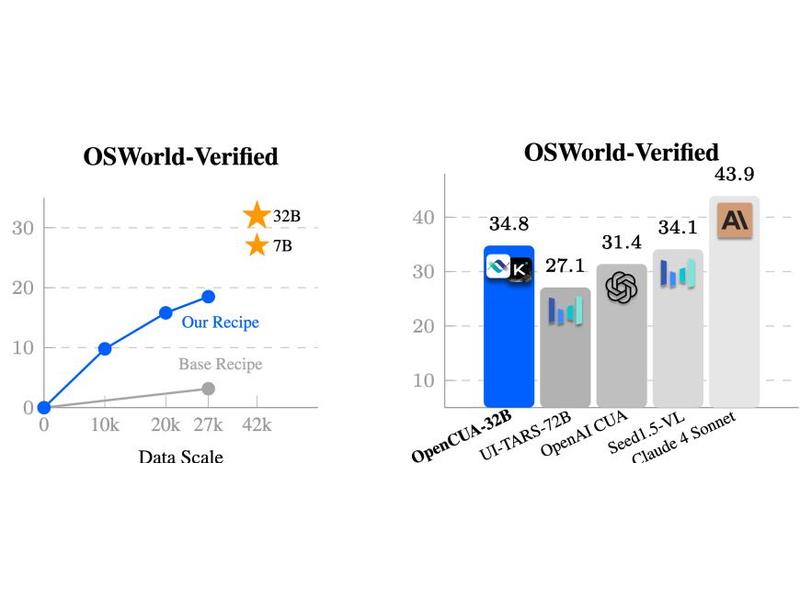 OSWorld-Verified
30
20
10
0
32B
7B
Our Recipe
Base Recipe
0 10k 20k 27k 42k
Data Scale
OSWorld-Verified
40
30
20
10
34.8
27.1
31.4
34.1
43.9
K
AI
OpenCUA-32B
UI-TARS-72B
OpenAI CUA
Seed1.5-VL
Claude 4 Sonnet